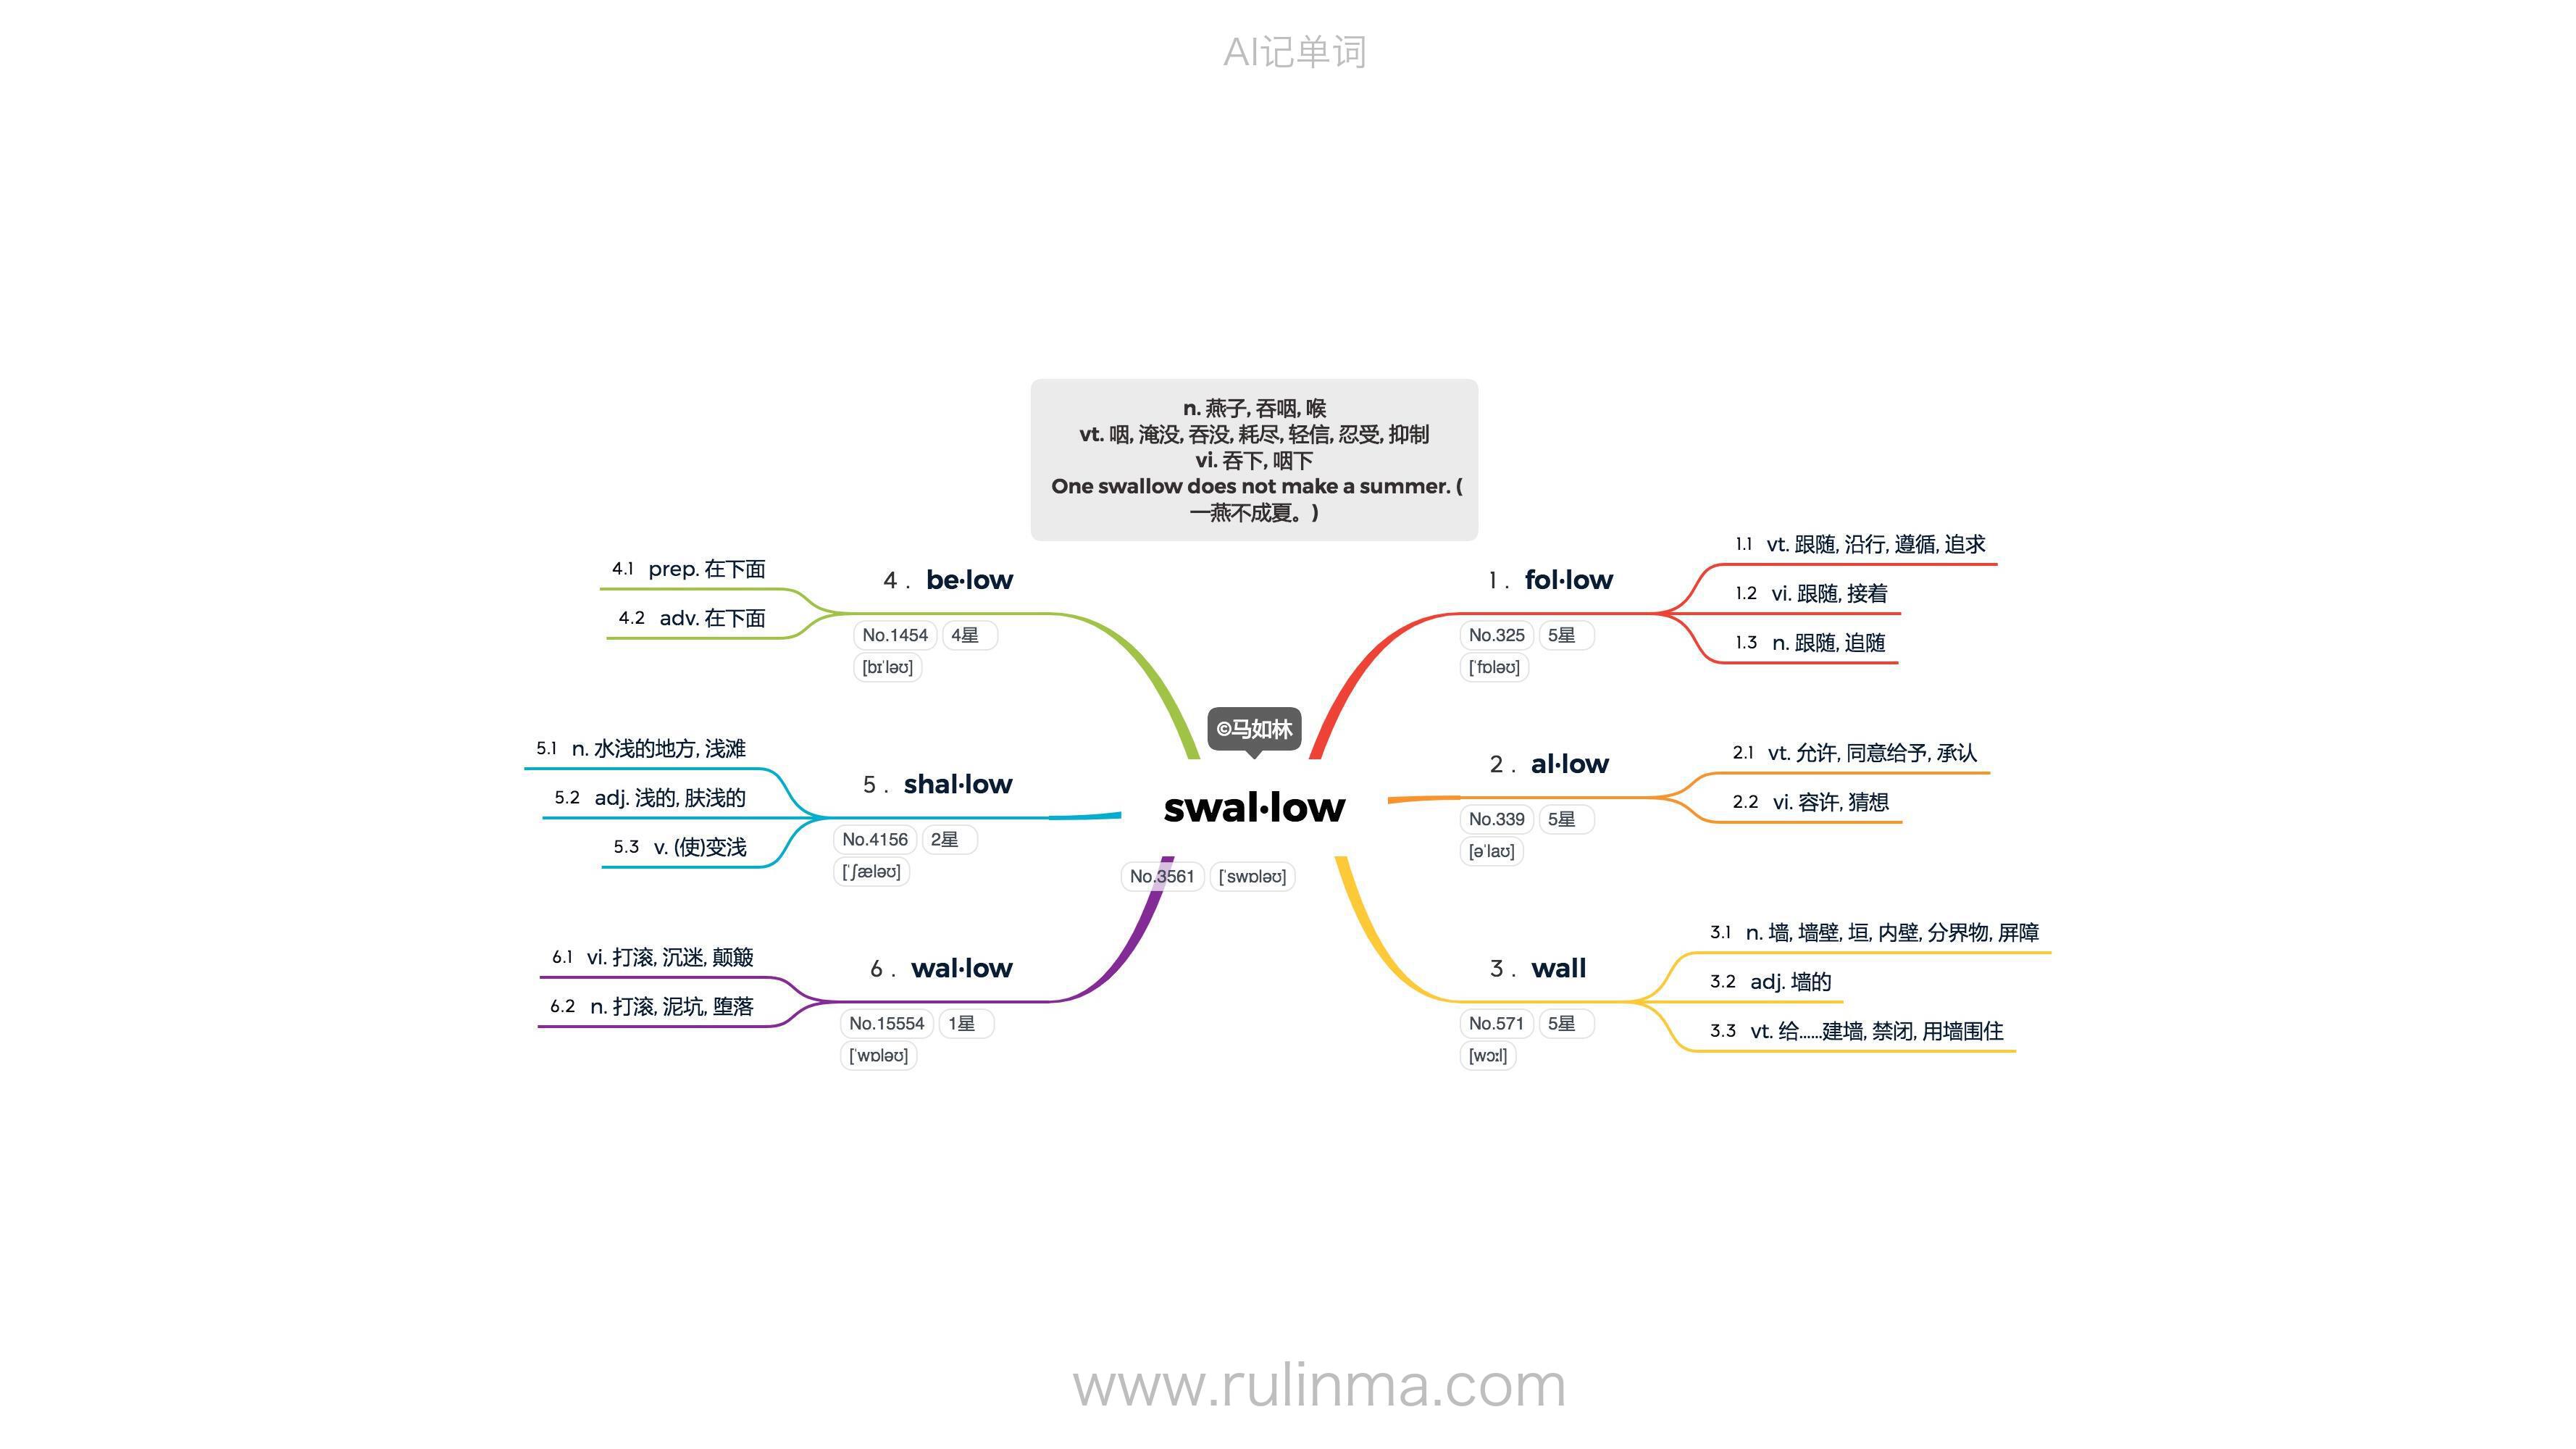 AI记单词
n. 燕子, 吞咽, 喉
vt. 咽, 淹没, 吞没, 耗尽, 轻信, 忍受, 抑制
vi. 吞下, 咽下
One swallow does not make a summer. (
一燕不成夏。)
©马如林
swal·low
No.3561 [ˈswɒləʊ]
1. fol·low
No.325 5星
[ˈfɒləʊ]
1.1 vt. 跟随, 沿行, 遵循, 追求
1.2 vi. 跟随, 接着
1.3 n. 跟随, 追随
2. al·low
No.339 5星
[əˈlaʊ]
2.1 vt. 允许, 同意给予, 承认
2.2 vi. 容许, 猜想
3. wall
No.571 5星
[wɔːl]
3.1 n. 墙, 墙壁, 垣, 内壁, 分界物, 屏障
3.2 adj. 墙的
3.3 vt. 给……建墙, 禁闭, 用墙围住
4. be·low
No.1454 4星
[bɪˈləʊ]
4.1 prep. 在下面
4.2 adv. 在下面
5. shal·low
No.4156 2星
[ˈʃæləʊ]
5.1 n. 水浅的地方, 浅滩
5.2 adj. 浅的, 肤浅的
5.3 v. (使)变浅
6. wal·low
No.15554 1星
[ˈwɒləʊ]
6.1 vi. 打滚, 沉迷, 颠簸
6.2 n. 打滚, 泥坑, 堕落
www.rulinma.com